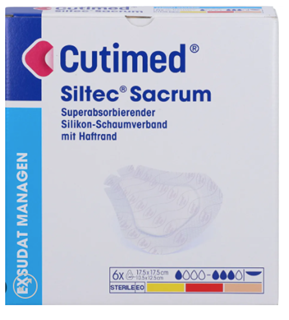 Cutimed®
Siltec® Sacrum
Superabsorbierender
Silikon-Schaumverband
mit Haftrand
EXSUDAT MANAGEN
6x
17,5 x 17,5 cm
STERILE EO